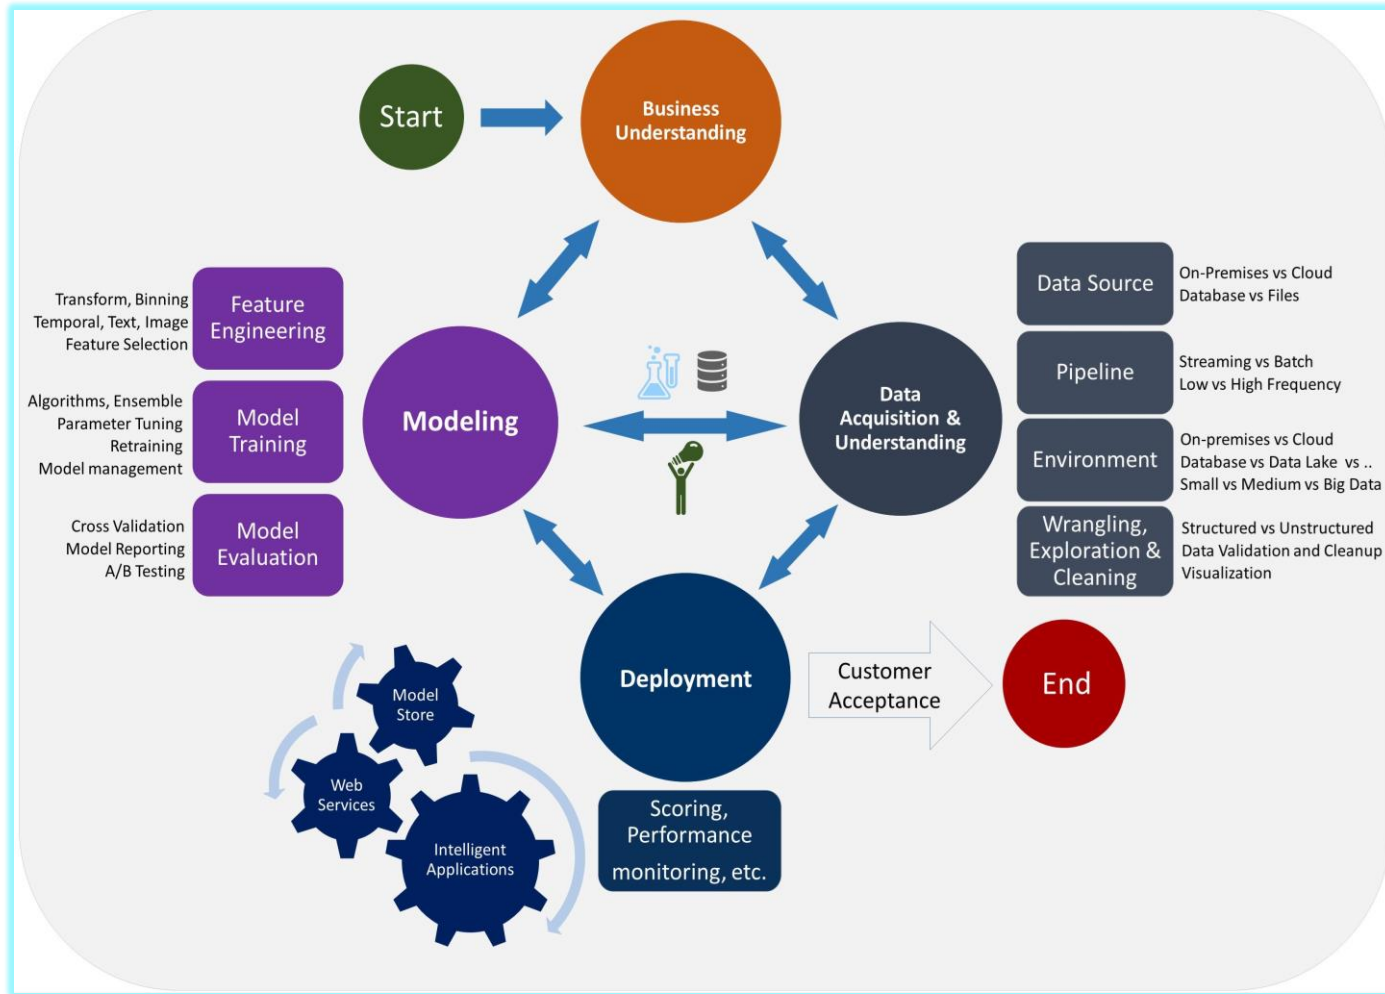 Start
Business
Understanding
Feature
Engineering
Transform, Binning
Temporal, Text, Image
Feature Selection
Model
Training
Algorithms, Ensemble
Parameter Tuning
Retraining
Model management
Model
Evaluation
Cross Validation
Model Reporting
A/B Testing
Modeling
Data
Acquisition &
Understanding
Data Source
On-Premises vs Cloud
Database vs Files
Pipeline
Streaming vs Batch
Low vs High Frequency
Environment
On-premises vs Cloud
Database vs Data Lake vs ..
Small vs Medium vs Big Data
Wrangling,
Exploration &
Cleaning
Structured vs Unstructured
Data Validation and Cleanup
Visualization
Deployment
Customer
Acceptance
End
Model
Store
Web
Services
Intelligent
Applications
Scoring,
Performance
monitoring, etc.